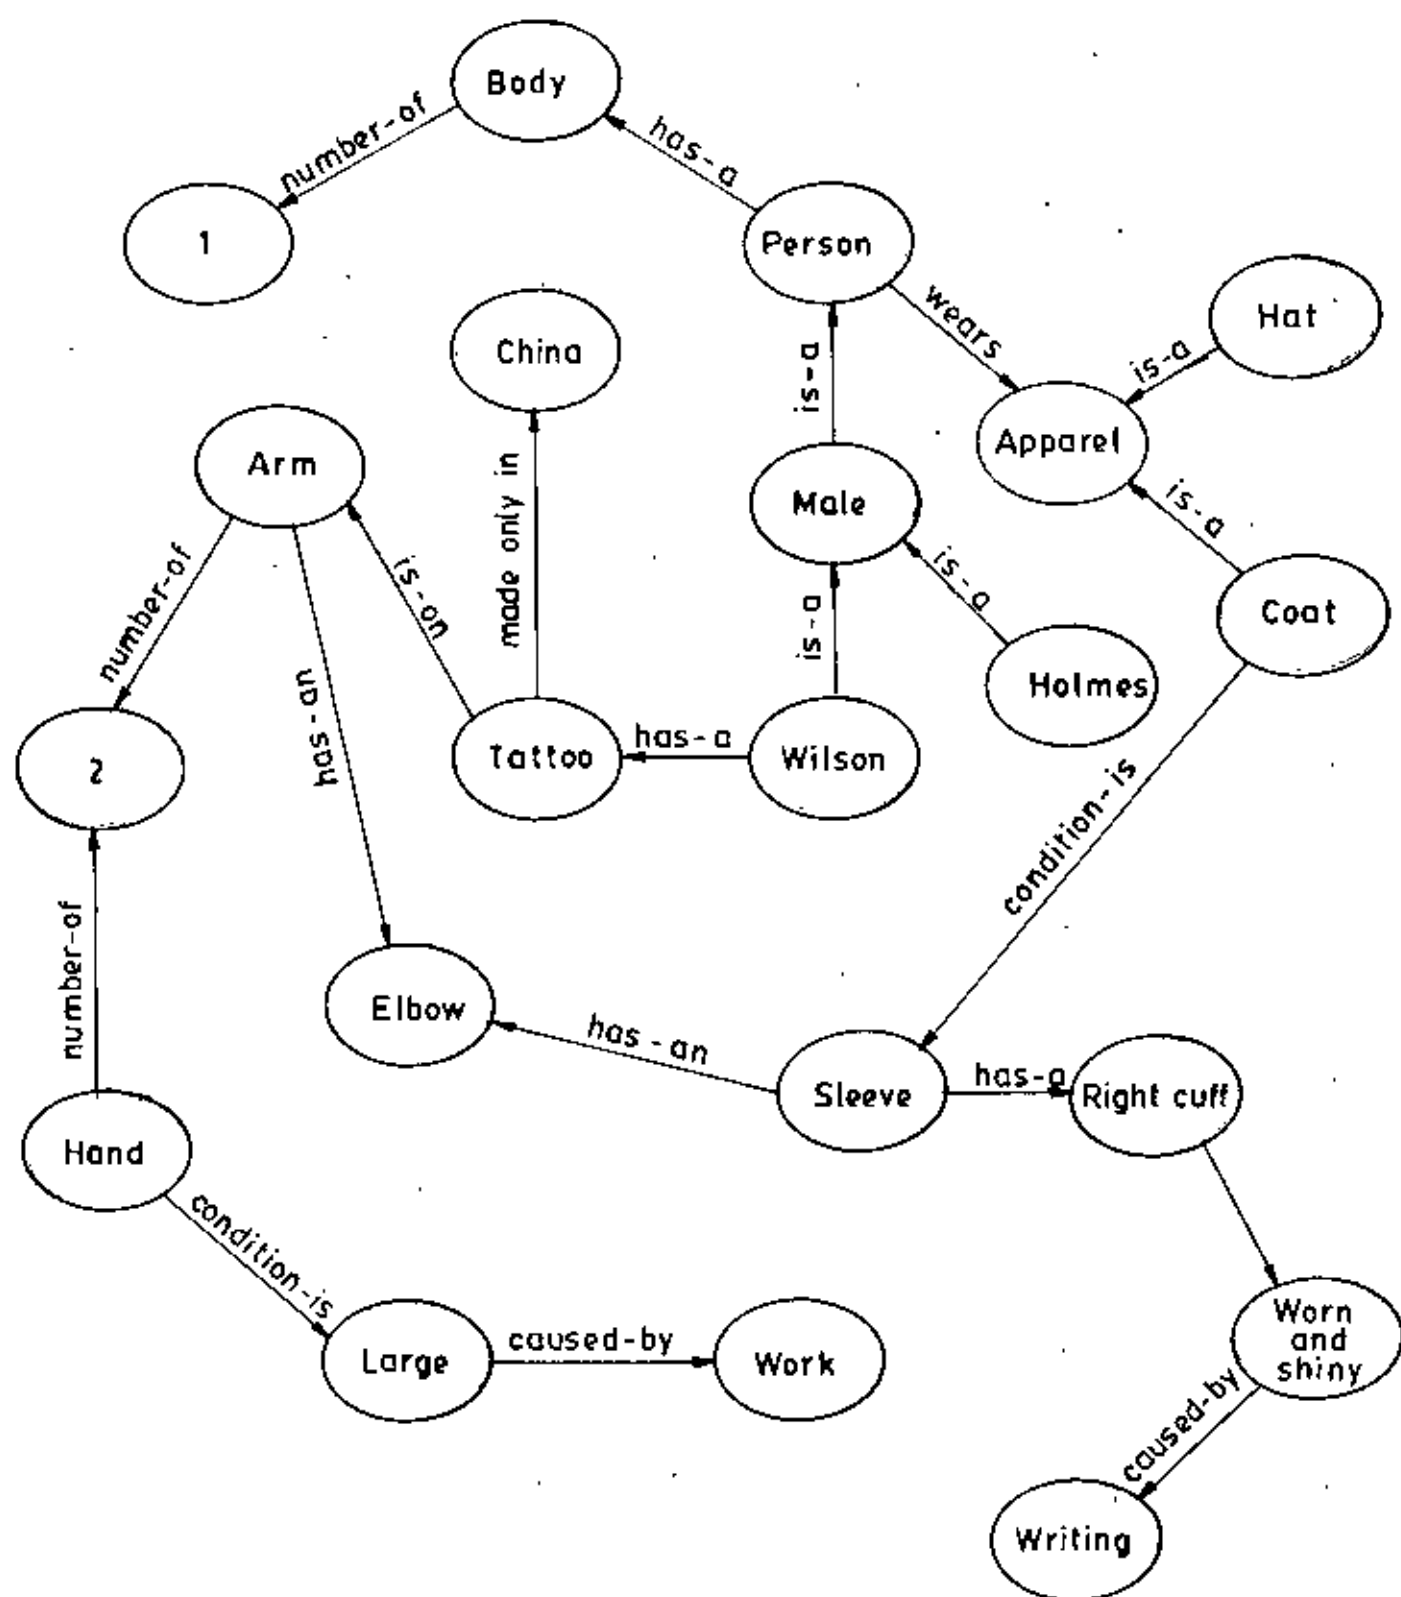 Body
number-of
has-a
1
Person
China
wears
Hat
is-a
is-a
Apparel
Arm
made only in
Male
is-a
number-of
is-on
is-a
is-a
Coat
has-an
Holmes
2
Tattoo
has-a
Wilson
condition-is
number-of
Elbow
has-an
Sleeve
has-a
Right cuff
Hand
condition-is
Large
caused-by
Work
Worn
and
shiny
caused-by
Writing